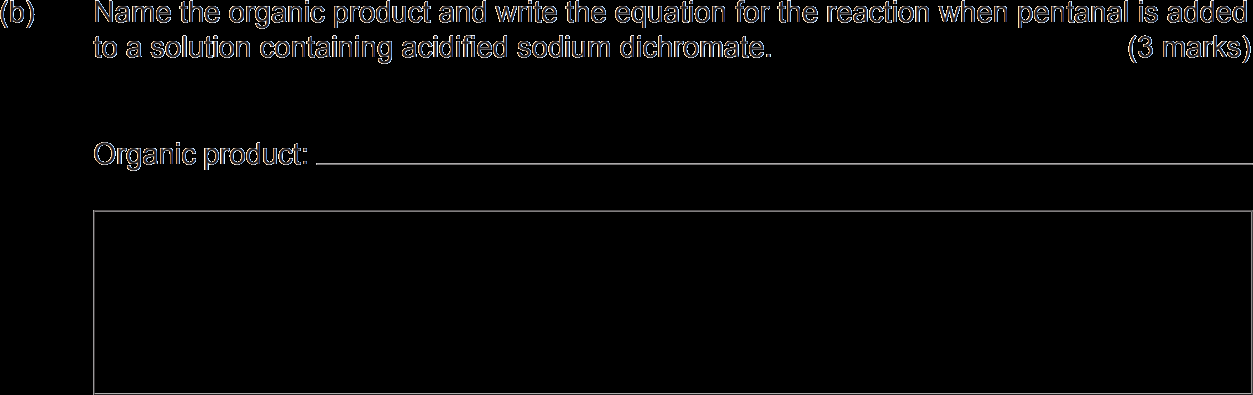 (b) Name the organic product and write the equation for the reaction when pentanal is added
to a solution containing acidified sodium dichromate. (3 marks)
Organic product: